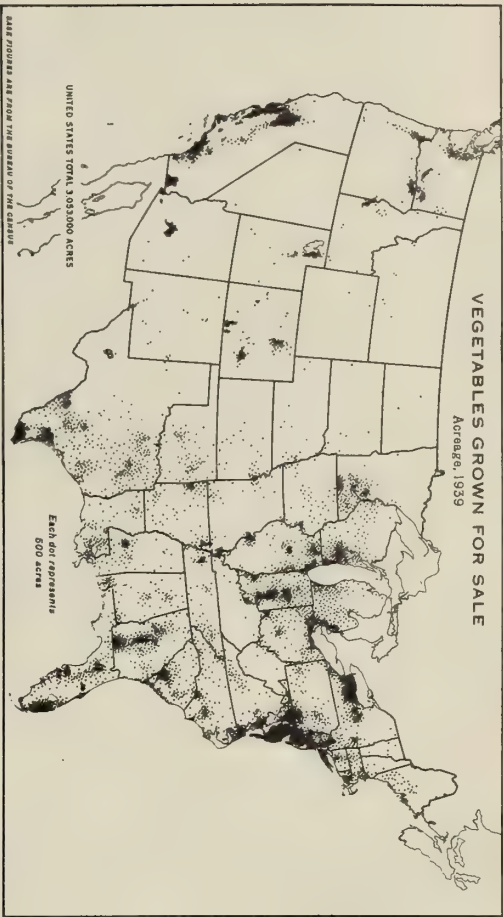 VEGETABLES GROWN FOR SALE
Acreage, 1939
UNITED STATES TOTAL 3,053,000 ACRES
Each dot represents
500 acres
BASE FIGURES ARE FROM THE BUREAU OF THE CENSUS